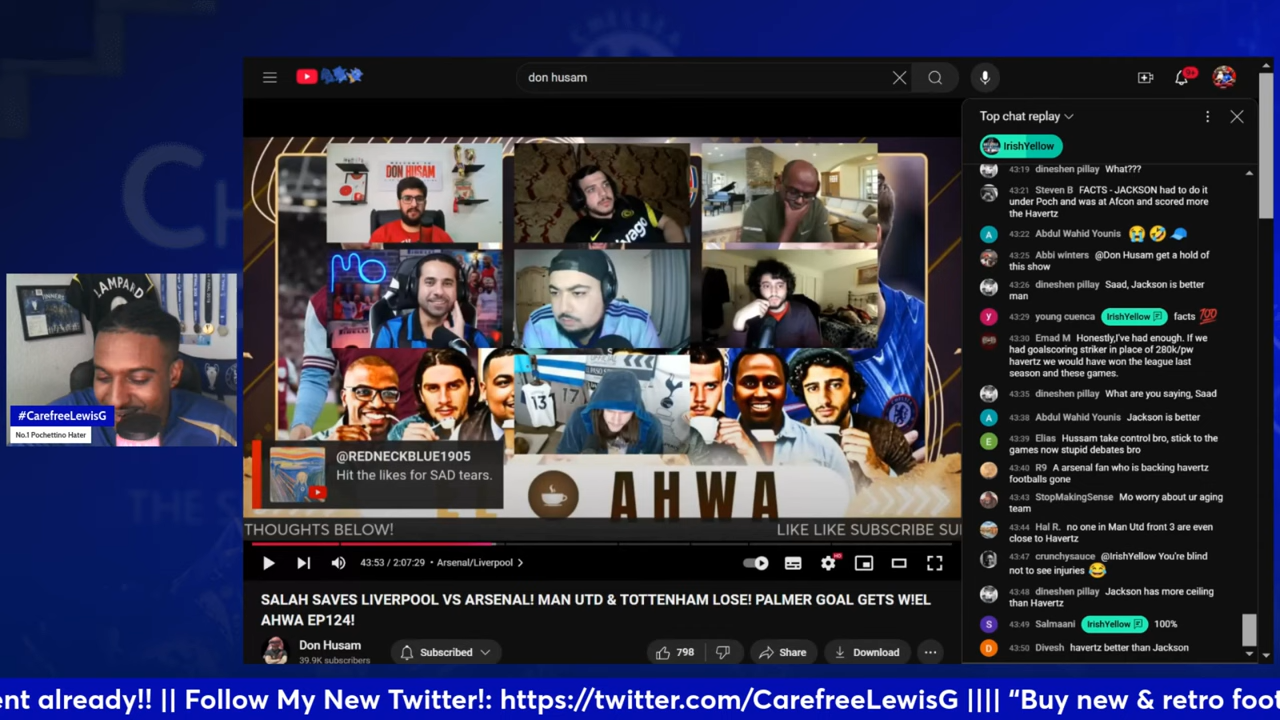 CHELSEA
CH
THE S
don husam
9+
Top chat replay
IrishYellow
43:19 dineshen pillay What???
43:21 Steven B FACTS - JACKSON had to do it
under Poch and was at Afcon and scored more
the Havertz
43:22 Abdul Wahid Younis
43:25 Abbi winters @Don Husam get a hold of
this show
43:26 dineshen pillay Saad, Jackson is better
man
43:29 young cuenca IrishYellow facts 100
43:30 Emad M Honestly,I've had enough. If we
had goalscoring striker in place of 280k/pw
havertz we would have won the league last
season and these games.
43:35 dineshen pillay What are you saying, Saad
43:38 Abdul Wahid Younis Jackson is better
43:39 Elias Hussam take control bro, stick to the
games now stupid debates bro
43:40 R9 A arsenal fan who is backing havertz
footballs gone
43:43 StopMakingSense Mo worry about ur aging
team
43:44 Hal R. no one in Man Utd front 3 are even
close to Havertz
43:47 crunchysauce @IrishYellow You're blind
not to see injuries
43:48 dineshen pillay Jackson has more ceiling
than Havertz
43:49 Salmaani IrishYellow 100%
43:50 Divesh havertz better than Jackson
DON HUSAM
MO
13
LAMPARD
#CarefreeLewisG
No.1 Pochettino Hater
@REDNECKBLUE1905
Hit the likes for SAD tears.
AHWA
THOUGHTS BELOW!
LIKE LIKE SUBSCRIBE SU
43:53 / 2:07:29 • Arsenal/Liverpool
HD
SALAH SAVES LIVERPOOL VS ARSENAL! MAN UTD & TOTTENHAM LOSE! PALMER GOAL GETS W!EL
AHWA EP124!
Don Husam
39.9K subscribers
Subscribed
798
Share
Download
ent already!! || Follow My New Twitter!: https://twitter.com/CarefreeLewisG |||| “Buy new & retro foot